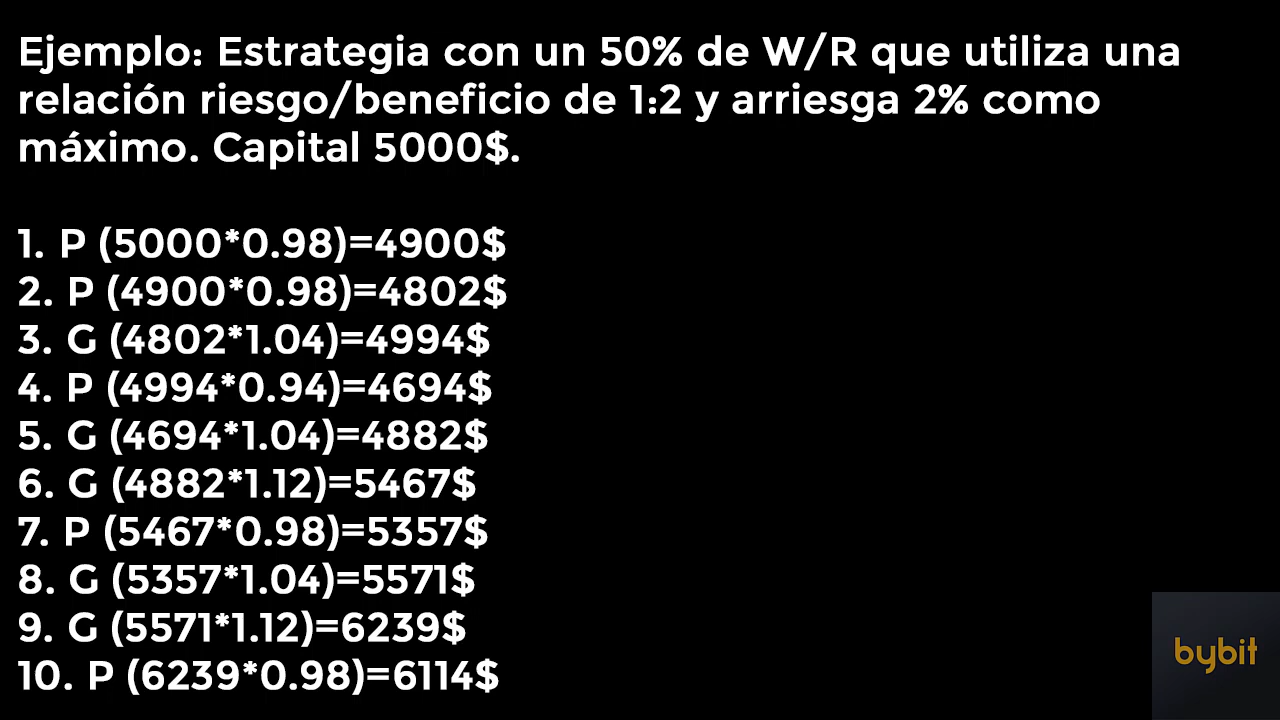 Ejemplo: Estrategia con un 50% de W/R que utiliza una
relación riesgo/beneficio de 1:2 y arriesga 2% como
máximo. Capital 5000$.
1. P (5000*0.98)=4900$
2. P (4900*0.98)=4802$
3. G (4802*1.04)=4994$
4. P (4994*0.94)=4694$
5. G (4694*1.04)=4882$
6. G (4882*1.12)=5467$
7. P (5467*0.98)=5357$
8. G (5357*1.04)=5571$
9. G (5571*1.12)=6239$
10. P (6239*0.98)=6114$
bybit